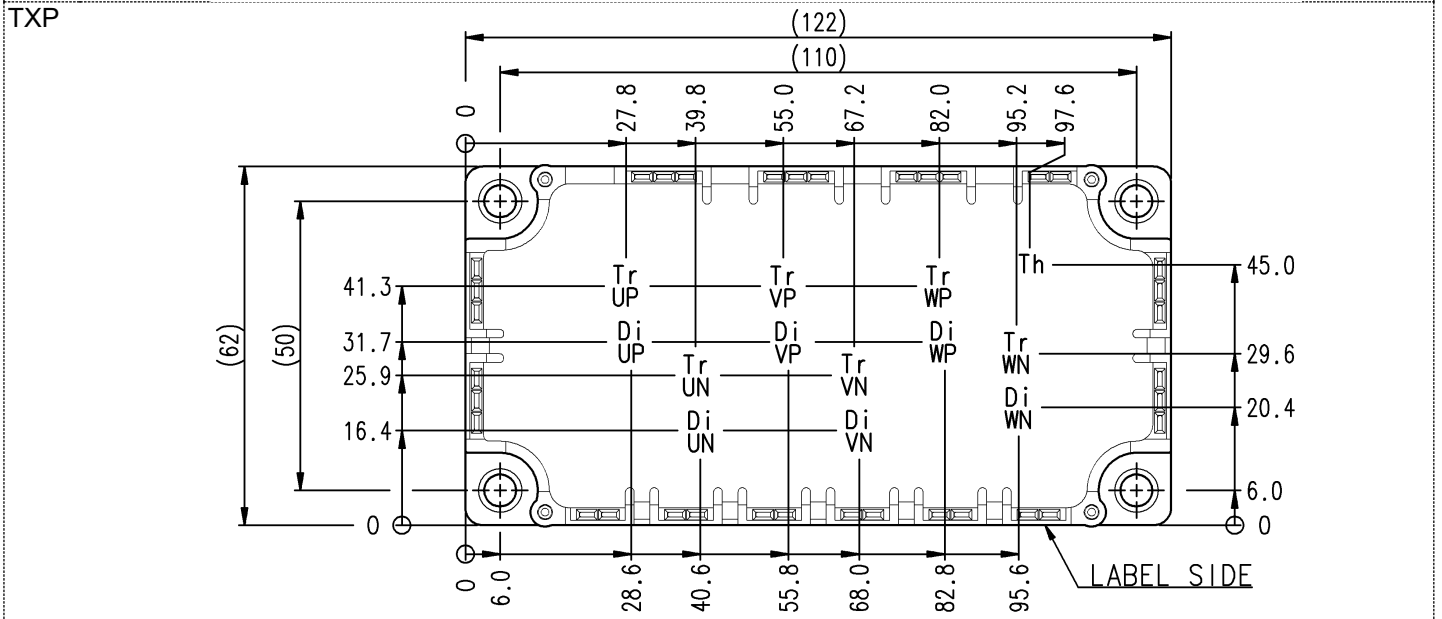 TXP
(122)
(110)
0
27.8
39.8
55.0
67.2
82.0
95.2
97.6
Th
45.0
Tr
UP
Tr
VP
Tr
WP
41.3
(62)
(50)
31.7
Di
UP
Di
VP
Di
WP
Tr
WN
29.6
25.9
Tr
UN
Tr
VN
Di
WN
20.4
16.4
Di
UN
Di
VN
6.0
0
0
0
6.0
28.6
40.6
55.8
68.0
82.8
95.6
LABEL SIDE